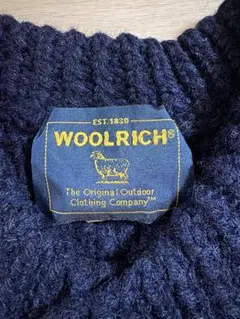 EST. 1830
WOOLRICH®
The Original Outdoor
Clothing Company™